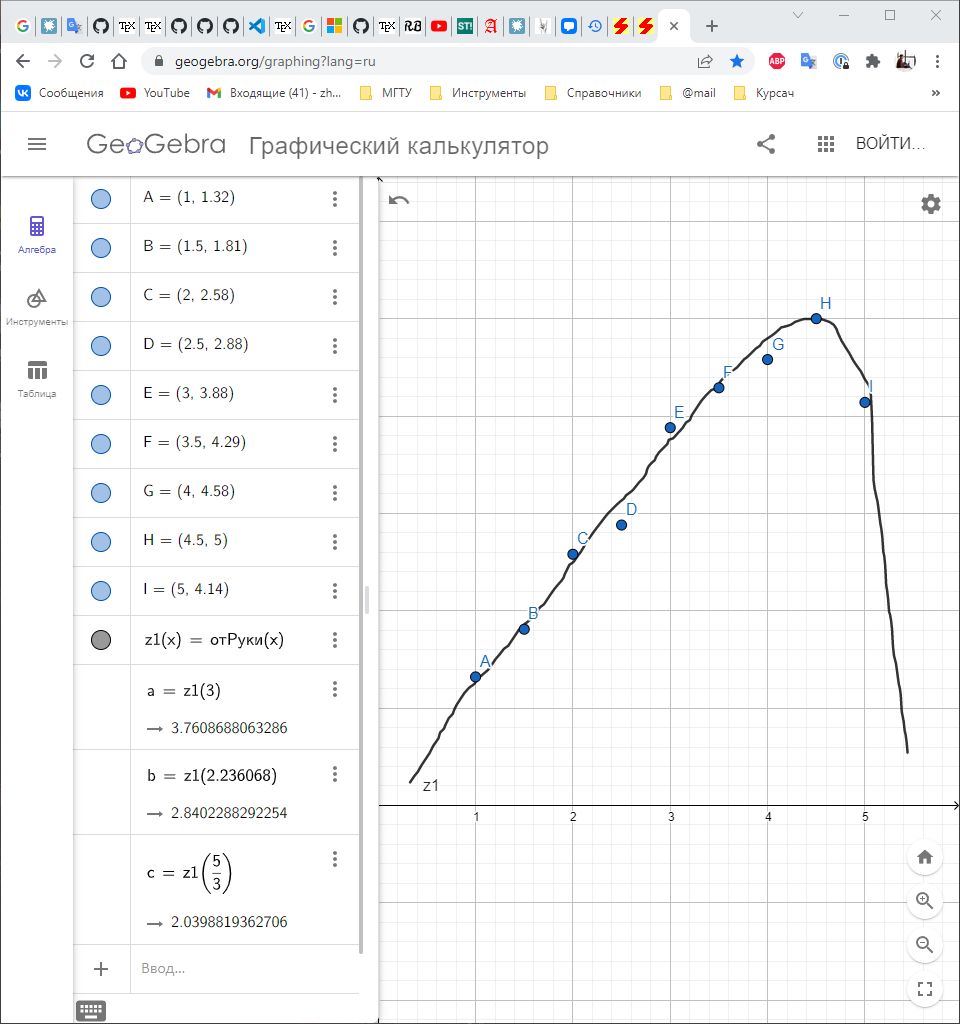 geogebra.org/graphing?lang=ru
ABP
Сообщения
YouTube
Входящие (41) - zh...
МГТУ
Инструменты
Справочники
@mail
Курсач
»
GeoGebra
Графический калькулятор
ВОЙТИ...
Алгебра
Инструменты
Таблица
A = (1, 1.32)
B = (1.5, 1.81)
C = (2, 2.58)
D = (2.5, 2.88)
E = (3, 3.88)
F = (3.5, 4.29)
G = (4, 4.58)
H = (4.5, 5)
I = (5, 4.14)
z1(x) = отРуки(x)
a = z1(3)
→ 3.7608688063286
b = z1(2.236068)
→ 2.8402288292254
c = z1(5/3)
→ 2.0398819362706
Ввод...
H
G
F
I
E
D
C
B
A
z1
1 2 3 4 5